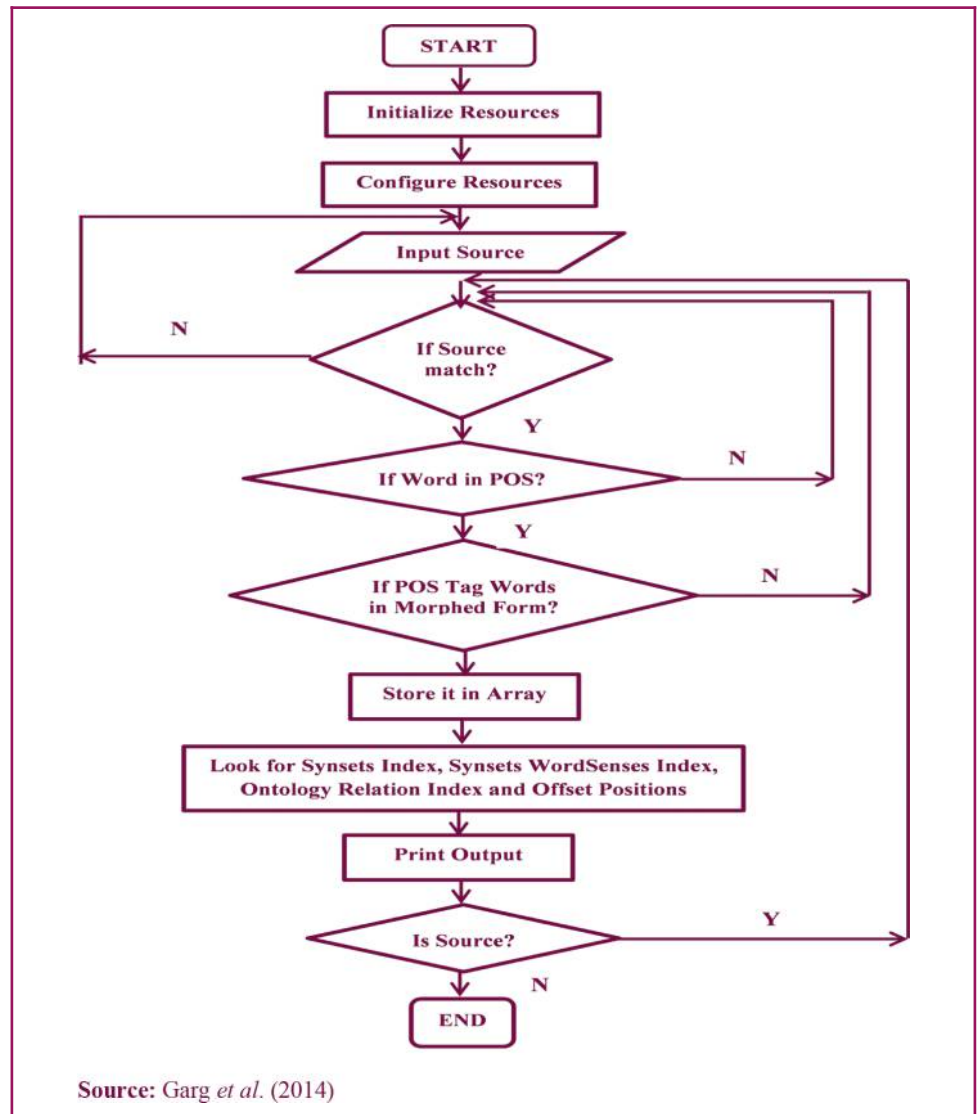 START
Initialize Resources
Configure Resources
Input Source
N
If Source
match?
Y
If Word in POS?
N
Y
If POS Tag Words
in Morphed Form?
N
Store it in Array
Look for Synsets Index, Synsets WordSenses Index,
Ontology Relation Index and Offset Positions
Print Output
Is Source?
Y
N
END
Source: Garg et al. (2014)